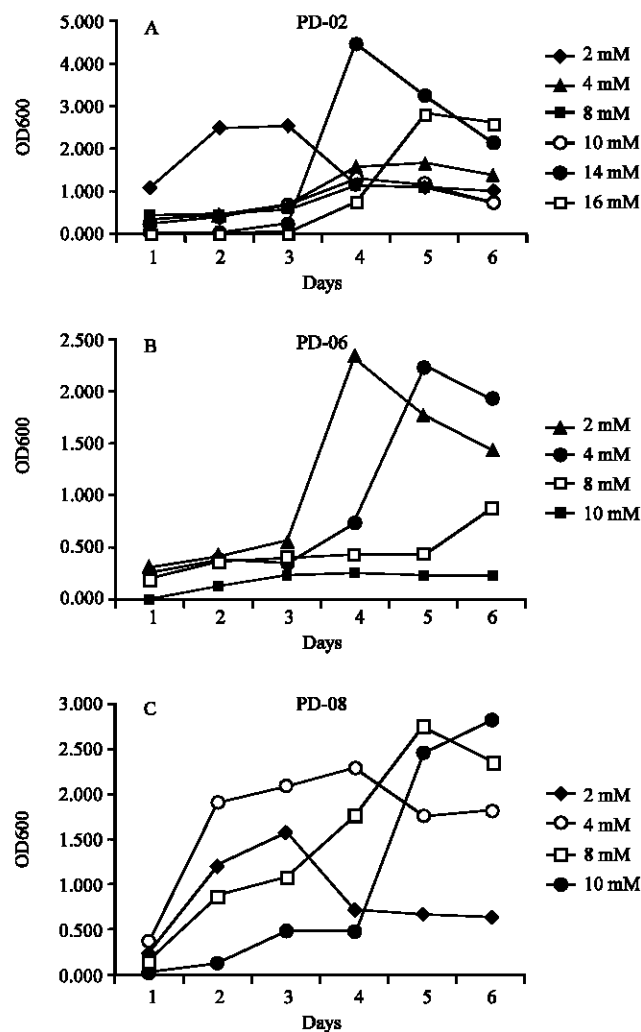 A
PD-02
5.000
4.000
3.000
2.000
1.000
0.000
OD600
1 2 3 4 5 6
Days
2 mM
4 mM
8 mM
10 mM
14 mM
16 mM
B
PD-06
2.500
2.000
1.500
1.000
0.500
0.000
OD600
1 2 3 4 5 6
Days
2 mM
4 mM
8 mM
10 mM
C
PD-08
3.000
2.500
2.000
1.500
1.000
0.500
0.000
OD600
1 2 3 4 5 6
Days
2 mM
4 mM
8 mM
10 mM